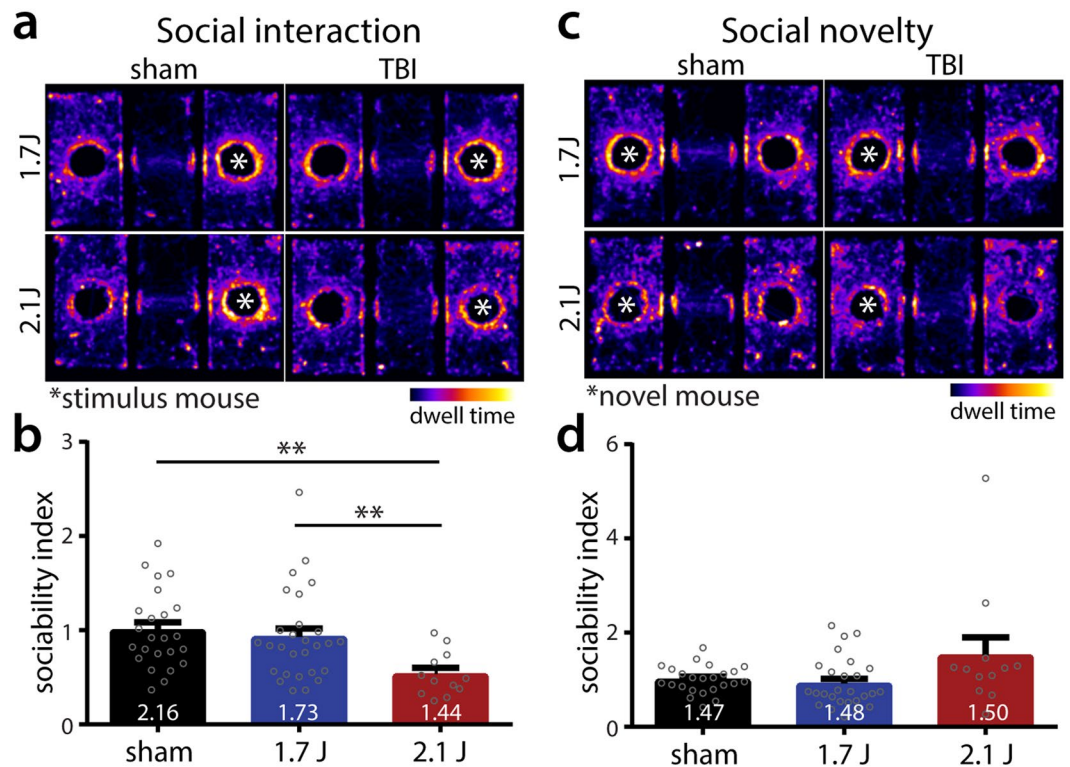 a
Social interaction
sham
TBI
1.7J
*
*
2.1J
*
*
*stimulus mouse
dwell time
c
Social novelty
sham
TBI
1.7J
*
*
2.1J
*
*
*novel mouse
dwell time
b
sociability index
3
2
1
0
**
**
2.16
1.73
1.44
sham
1.7 J
2.1 J
d
sociability index
6
4
2
0
1.47
1.48
1.50
sham
1.7 J
2.1 J